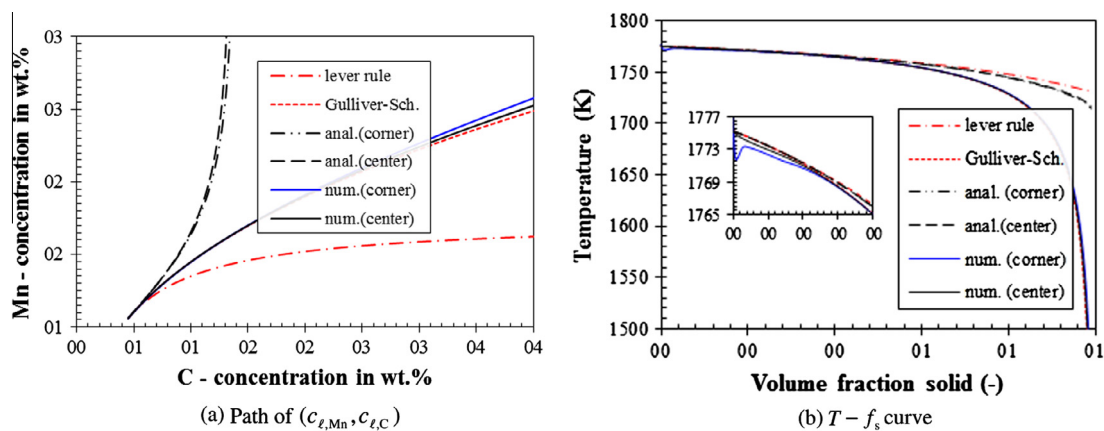 03
03
02
02
01
Mn - concentration in wt.%
lever rule
Gulliver-Sch.
anal.(corner)
anal.(center)
num.(corner)
num.(center)
00 01 01 02 02 03 03 04 04
C - concentration in wt.%
(a) Path of (cℓ,Mn, cℓ,C)
1800
1750
1700
1650
1600
1550
1500
Temperature (K)
1777
1773
1769
1765
00 00 00 00 00
lever rule
Gulliver-Sch.
anal. (corner)
anal.(center)
num. (corner)
num. (center)
00 00 00 01 01 01
Volume fraction solid (-)
(b) T − fs curve